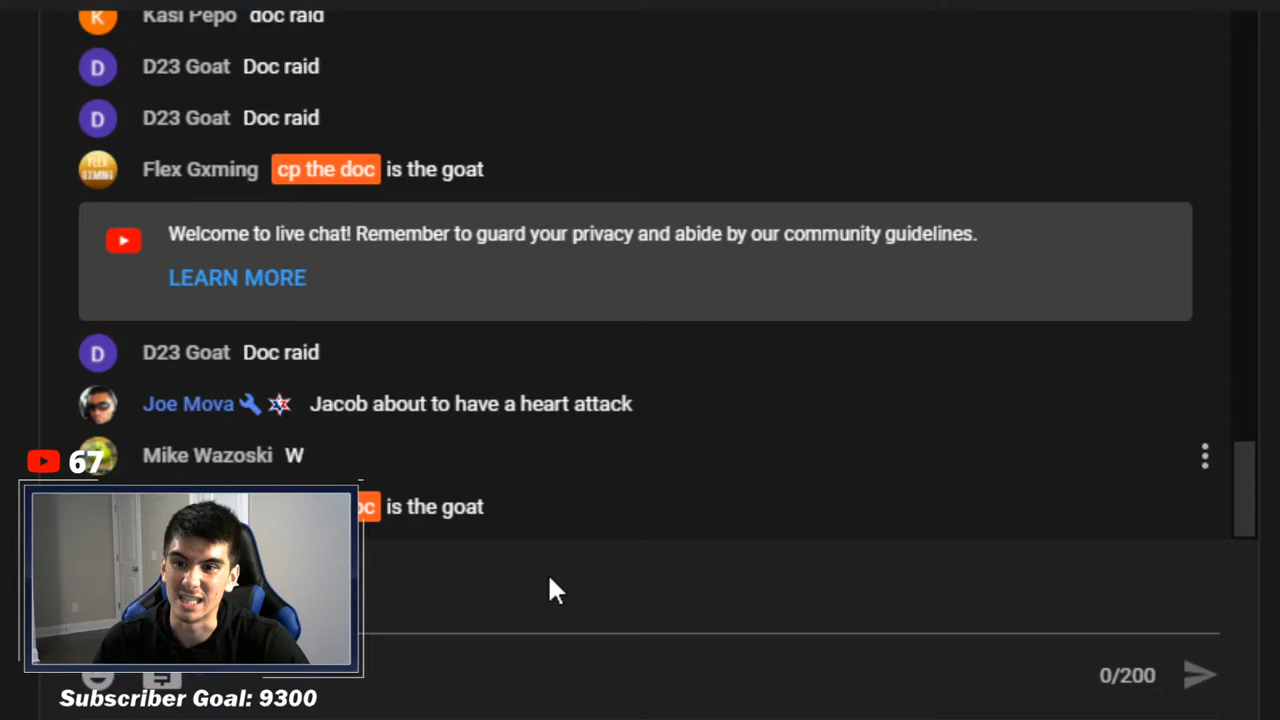 Kasi Pepo doc raid
D D23 Goat Doc raid
D D23 Goat Doc raid
FLEX GXMING Flex Gxming cp the doc is the goat
Welcome to live chat! Remember to guard your privacy and abide by our community guidelines.
LEARN MORE
D D23 Goat Doc raid
Joe Mova Jacob about to have a heart attack
Mike Wazoski W
67
is the goat
0/200
Subscriber Goal: 9300